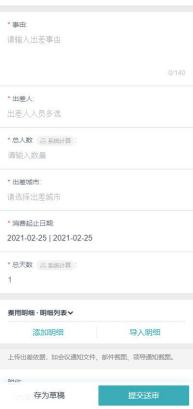 * 事由:
请输入出差事由
0/140
* 出差人:
出差人人员多选
* 总人数 系统计算 :
请输入数量
* 出差城市:
请选择出差城市
* 消费起止日期:
2021-02-25 | 2021-02-25
* 总天数 系统计算 :
1
费用明细 - 明细列表
添加明细 导入明细
上传出差依据，如会议通知文件、邮件截图、领导通知截图。
存为草稿 提交送审